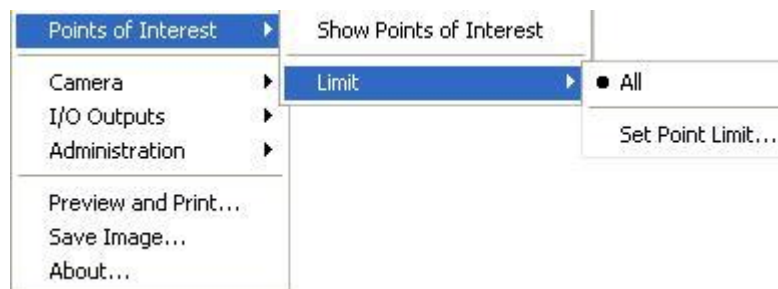 Points of Interest
Camera
I/O Outputs
Administration
Preview and Print...
Save Image...
About...
Show Points of Interest
Limit
All
Set Point Limit...